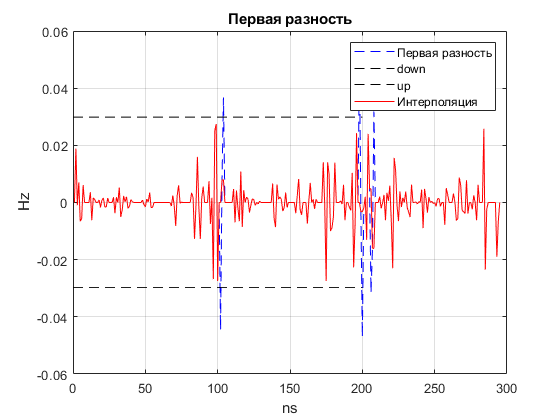 Первая разность
0.06
0.04
0.02
0
-0.02
-0.04
-0.06
Hz
0
50
100
150
200
250
300
ns
Первая разность
down
up
Интерполяция